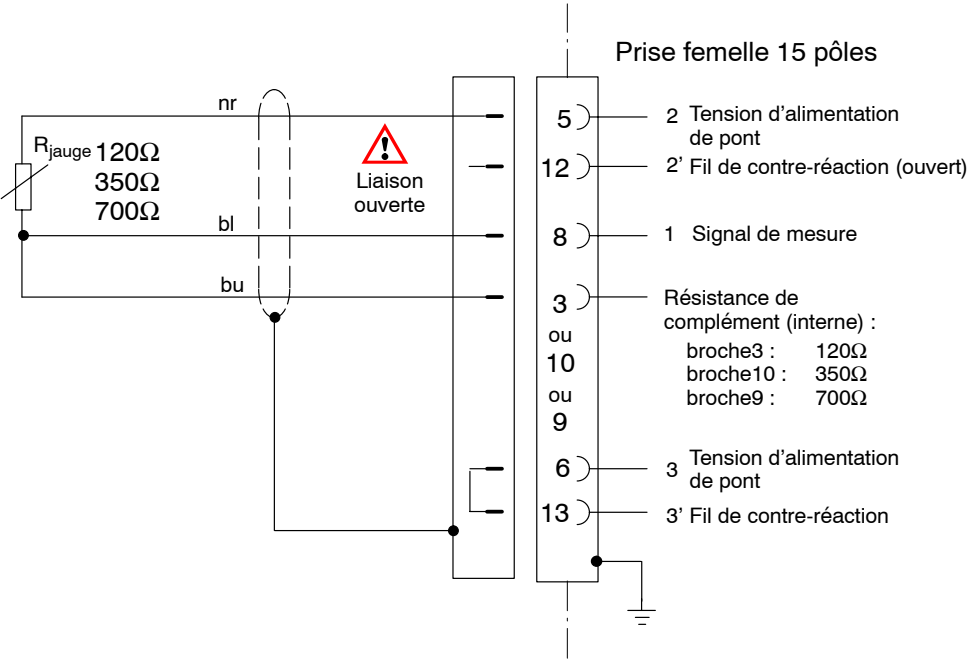 Prise femelle 15 pôles
nr
5
2 Tension d'alimentation
de pont
Rjauge 120Ω
350Ω
700Ω
!
Liaison
ouverte
12
2' Fil de contre-réaction (ouvert)
bl
8
1 Signal de mesure
bu
3
ou
10
ou
9
Résistance de
complément (interne) :
broche3 : 120Ω
broche10 : 350Ω
broche9 : 700Ω
6
3 Tension d'alimentation
de pont
13
3' Fil de contre-réaction